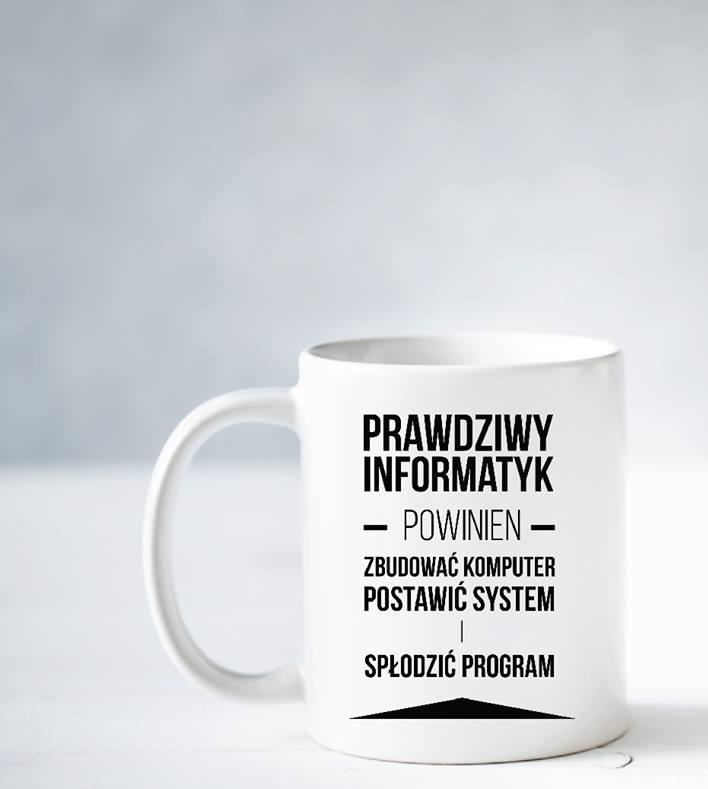 PRAWDZIWY
INFORMATYK
– POWINIEN –
ZBUDOWAĆ KOMPUTER
POSTAWIĆ SYSTEM
I
SPŁODZIĆ PROGRAM